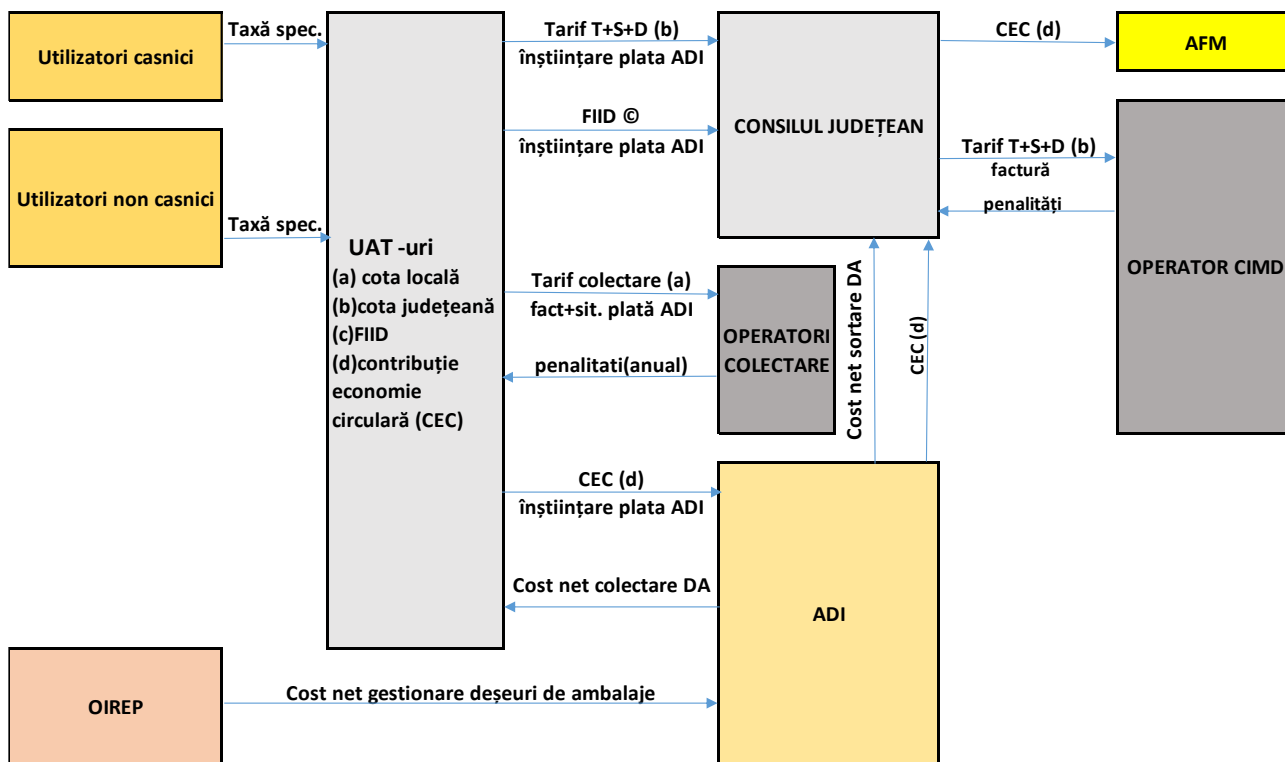 Utilizatori casnici
Taxă spec.
Utilizatori non casnici
Taxă spec.
UAT -uri
(a) cota locală
(b)cota județeană
(c)FIID
(d)contribuție
economie
circulară (CEC)
Tarif T+S+D (b)
înștiințare plata ADI
FIID ©
înștiințare plata ADI
CONSILUL JUDEȚEAN
CEC (d)
AFM
Tarif T+S+D (b)
factură
penalități
OPERATOR CIMD
Tarif colectare (a)
fact+sit. plată ADI
penalitati(anual)
OPERATORI
COLECTARE
Cost net sortare DA
CEC (d)
CEC (d)
înștiințare plata ADI
Cost net colectare DA
ADI
OIREP
Cost net gestionare deșeuri de ambalaje